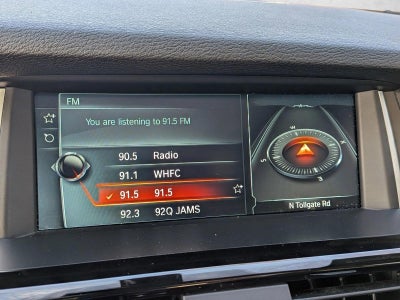 FM
You are listening to 91.5 FM
90.5 Radio
91.1 WHFC
91.5 91.5
92.3 92Q JAMS
W
S
N Tollgate Rd